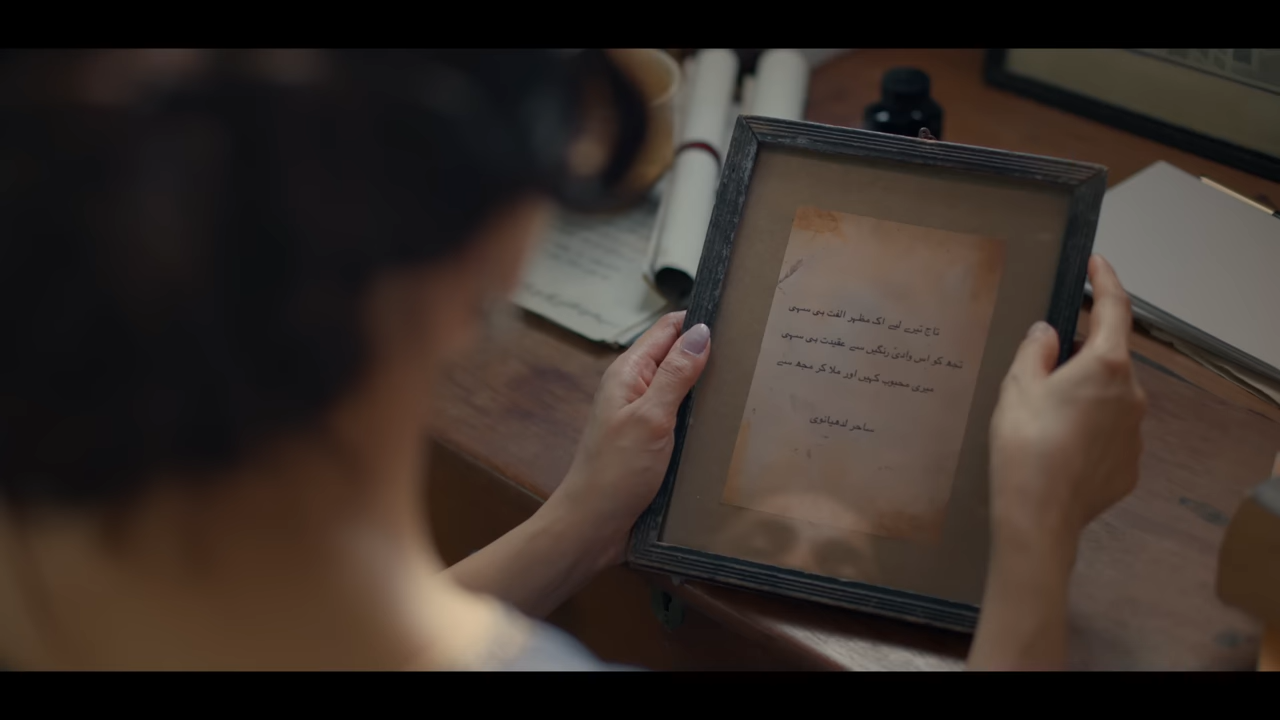 تاج تیرے لیے اک مظہر الفت ہی سہی
تجھ کو اس وادیٔ رنگیں سے عقیدت ہی سہی
میری محبوب کہیں اور ملا کر مجھ سے
ساحر لدھیانوی